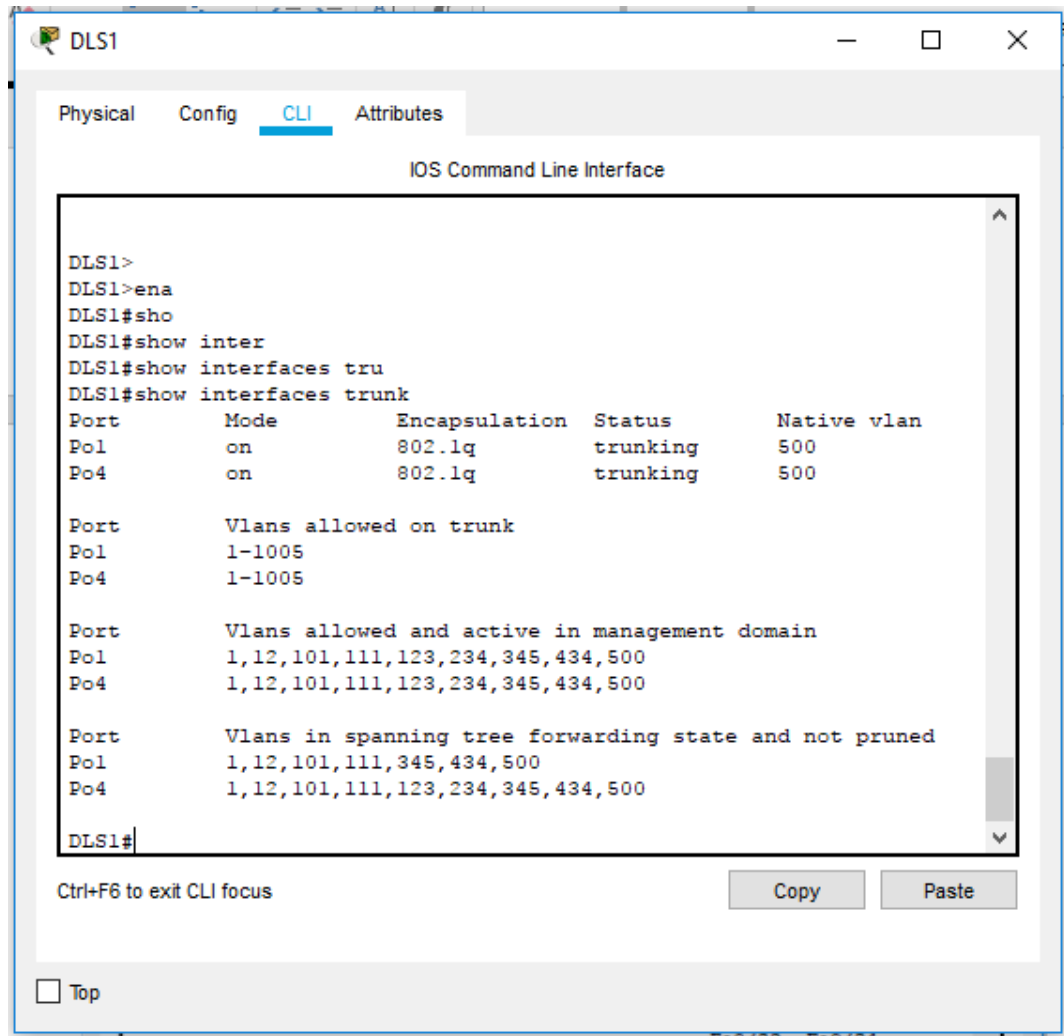 DLS1
Physical Config CLI Attributes
IOS Command Line Interface
DLS1>
DLS1>ena
DLS1#sho
DLS1#show inter
DLS1#show interfaces tru
DLS1#show interfaces trunk
Port Mode Encapsulation Status Native vlan
Po1 on 802.1q trunking 500
Po4 on 802.1q trunking 500
Port Vlans allowed on trunk
Po1 1-1005
Po4 1-1005
Port Vlans allowed and active in management domain
Po1 1,12,101,111,123,234,345,434,500
Po4 1,12,101,111,123,234,345,434,500
Port Vlans in spanning tree forwarding state and not pruned
Po1 1,12,101,111,345,434,500
Po4 1,12,101,111,123,234,345,434,500
DLS1#
Ctrl+F6 to exit CLI focus
Copy Paste
Top